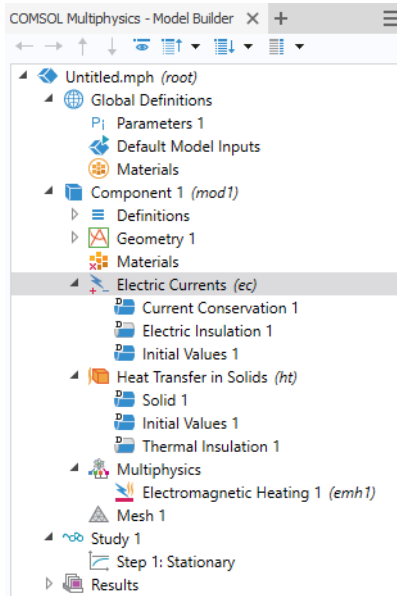 COMSOL Multiphysics - Model Builder
Untitled.mph (root)
Global Definitions
Pi Parameters 1
Default Model Inputs
Materials
Component 1 (mod1)
Definitions
Geometry 1
Materials
Electric Currents (ec)
D Current Conservation 1
D Electric Insulation 1
D Initial Values 1
Heat Transfer in Solids (ht)
D Solid 1
D Initial Values 1
D Thermal Insulation 1
Multiphysics
Electromagnetic Heating 1 (emh1)
Mesh 1
Study 1
Step 1: Stationary
Results